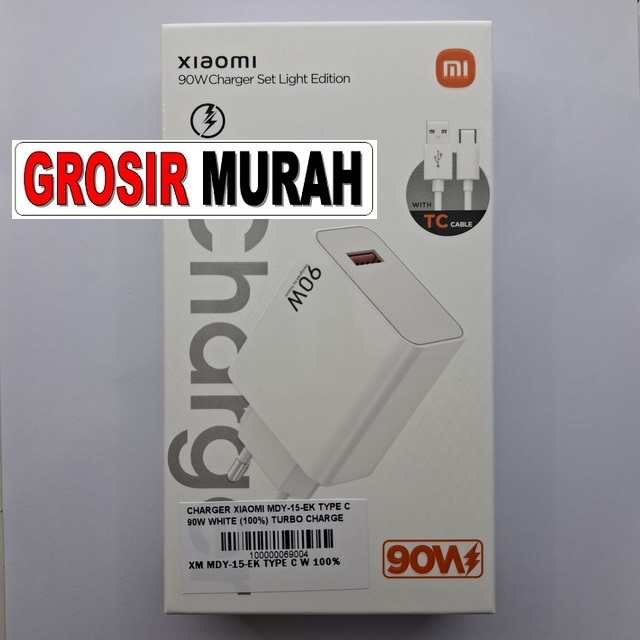 xiaomi
90W Charger Set Light Edition
mi
GROSIR MURAH
WITH
TC CABLE
Charger
90W
CHARGER XIAOMI MDY-15-EK TYPE C
90W WHITE (100%) TURBO CHARGE
100000069004
XM MDY-15-EK TYPE C W 100%
90W